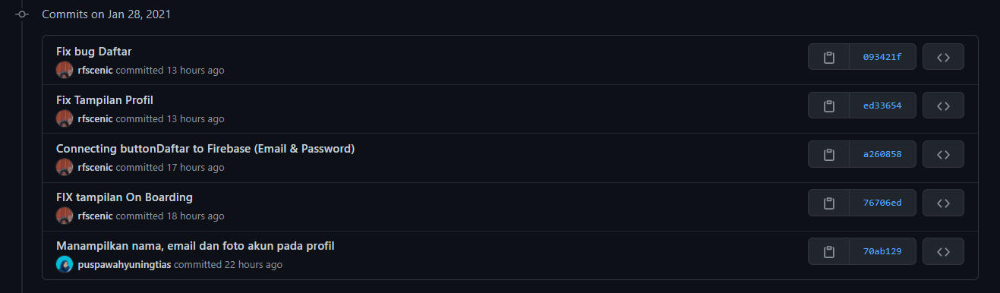 Commits on Jan 28, 2021
Fix bug Daftar
rfscenic committed 13 hours ago
093421f
Fix Tampilan Profil
rfscenic committed 13 hours ago
ed33654
Connecting buttonDaftar to Firebase (Email & Password)
rfscenic committed 17 hours ago
a260858
FIX tampilan On Boarding
rfscenic committed 18 hours ago
76706ed
Manampilkan nama, email dan foto akun pada profil
puspawahyuningtias committed 22 hours ago
70ab129